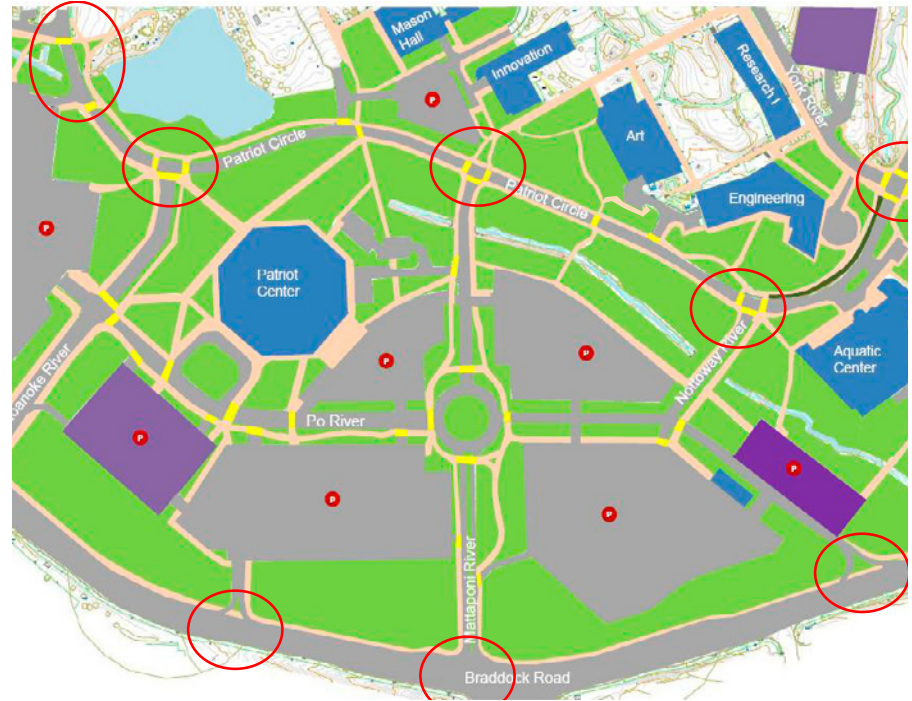 Mason
Hall
Innovation
Research I
York River
Art
Patriot Circle
Patriot Circle
Engineering
P
P
Patriot
Center
Nottoway River
Aquatic
Center
P
P
oanoke River
Po River
P
P
P
P
Mattaponi River
Braddock Road